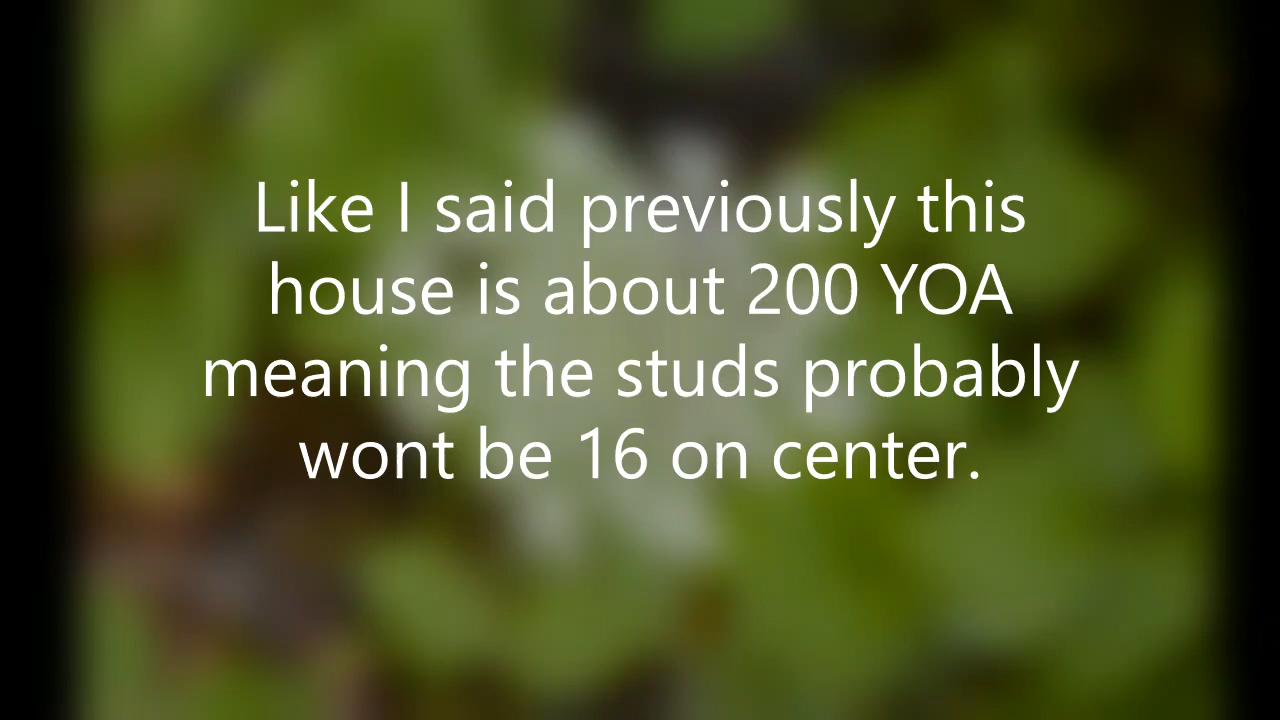 Like I said previously this
house is about 200 YOA
meaning the studs probably
wont be 16 on center.